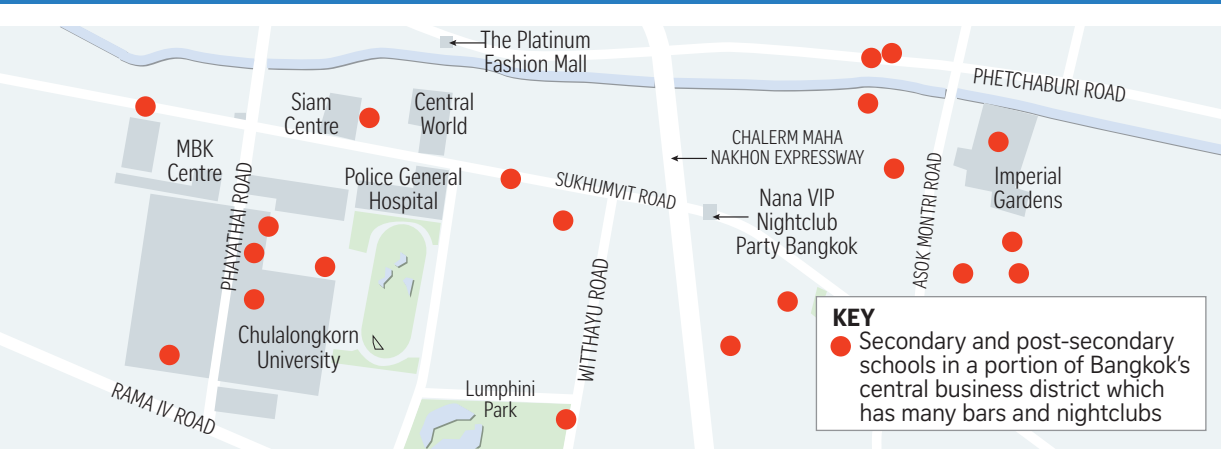 The Platinum
Fashion Mall
PHETCHABURI ROAD
Siam
Centre
Central
World
MBK
Centre
CHALERM MAHA
NAKHON EXPRESSWAY
PHAYATHAI ROAD
Police General
Hospital
SUKHUMVIT ROAD
Nana VIP
Nightclub
Party Bangkok
ASOK MONTRI ROAD
Imperial
Gardens
WITTHAYU ROAD
Chulalongkorn
University
Lumphini
Park
RAMA IV ROAD
KEY
Secondary and post-secondary
schools in a portion of Bangkok's
central business district which
has many bars and nightclubs